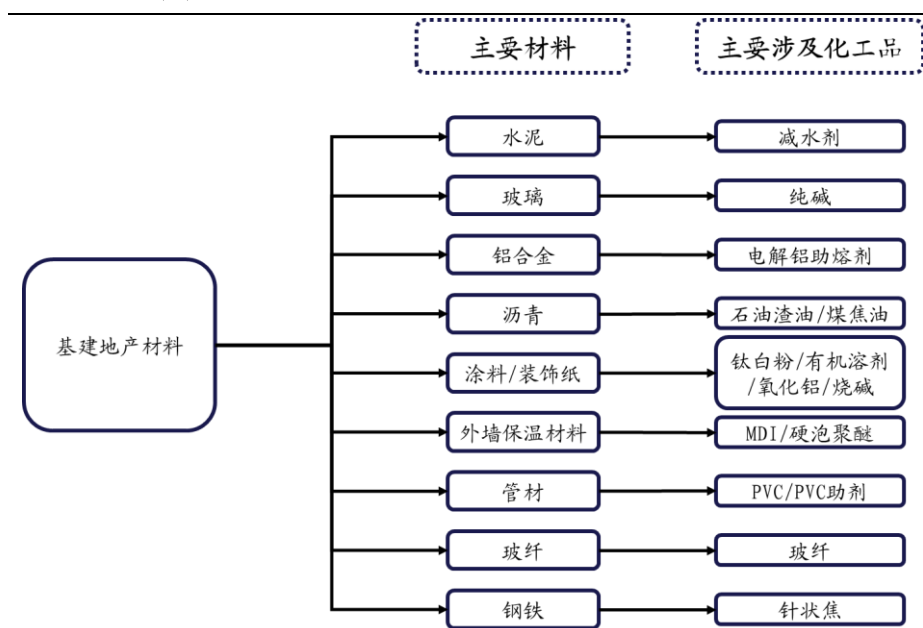 主要材料 主要涉及化工品
水泥 减水剂
玻璃 纯碱
铝合金 电解铝助熔剂
沥青 石油渣油/煤焦油
基建地产材料
涂料/装饰纸 钛白粉/有机溶剂
/氧化铝/烧碱
外墙保温材料 MDI/硬泡聚醚
管材 PVC/PVC助剂
玻纤 玻纤
钢铁 针状焦